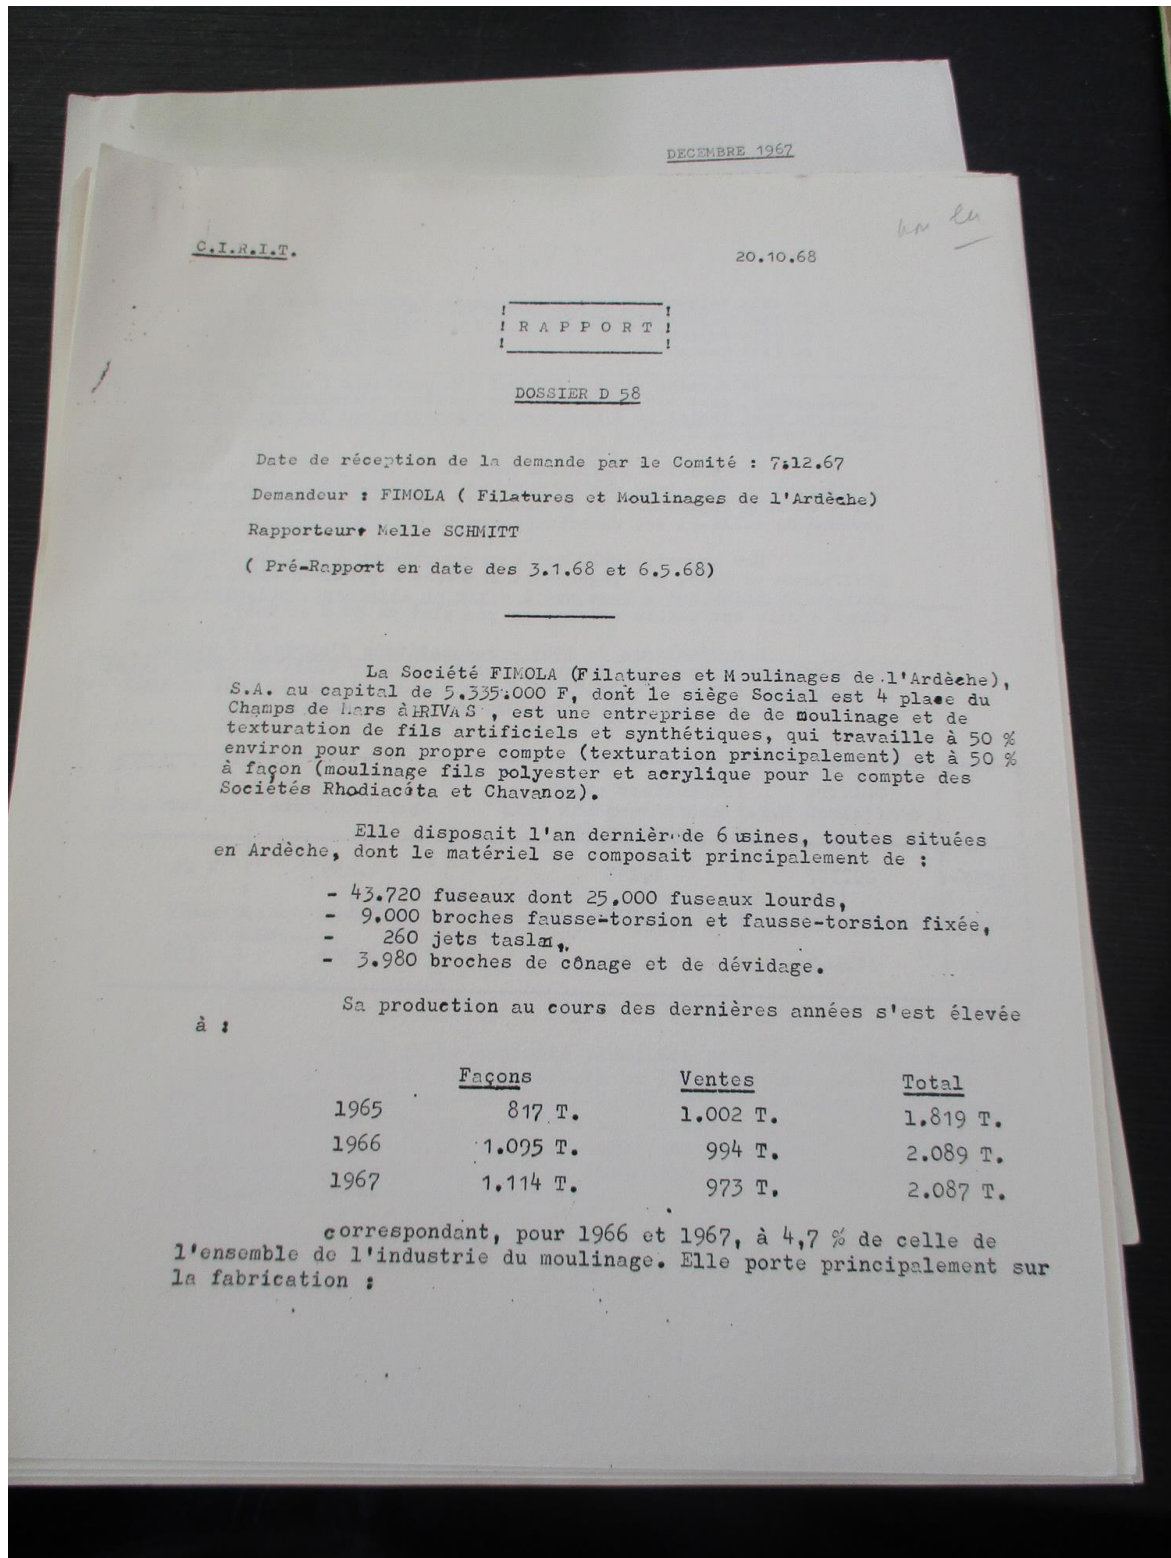 DECEMBRE 1967
C.I.R.I.T.
20.10.68
RAPPORT
DOSSIER D 58
Date de réception de la demande par le Comité : 7.12.67
Demandeur : FIMOLA ( Filatures et Moulinages de l'Ardèche)
Rapporteur Melle SCHMITT
( Pré-Rapport en date des 3.1.68 et 6.5.68)
La Société FIMOLA (Filatures et Moulinages de l'Ardèche),
S.A. au capital de 5.335.000 F, dont le siège Social est 4 place du
Champs de Mars à PRIVAS , est une entreprise de de moulinage et de
texturation de fils artificiels et synthétiques, qui travaille à 50 %
environ pour son propre compte (texturation principalement) et à 50 %
à façon (moulinage fils polyester et acrylique pour le compte des
Sociétés Rhodiacéta et Chavanoz).
Elle disposait l'an dernièr de 6 usines, toutes situées
en Ardèche, dont le matériel se composait principalement de :
- 43.720 fuseaux dont 25.000 fuseaux lourds,
- 9.000 broches fausse-torsion et fausse-torsion fixée,
- 260 jets taslan,
- 3.980 broches de cônage et de dévidage.
Sa production au cours des dernières années s'est élevée
à :
Façons Ventes Total
1965 817 T. 1.002 T. 1.819 T.
1966 1.095 T. 994 T. 2.089 T.
1967 1.114 T. 973 T. 2.087 T.
correspondant, pour 1966 et 1967, à 4,7 % de celle de
l'ensemble de l'industrie du moulinage. Elle porte principalement sur
la fabrication :